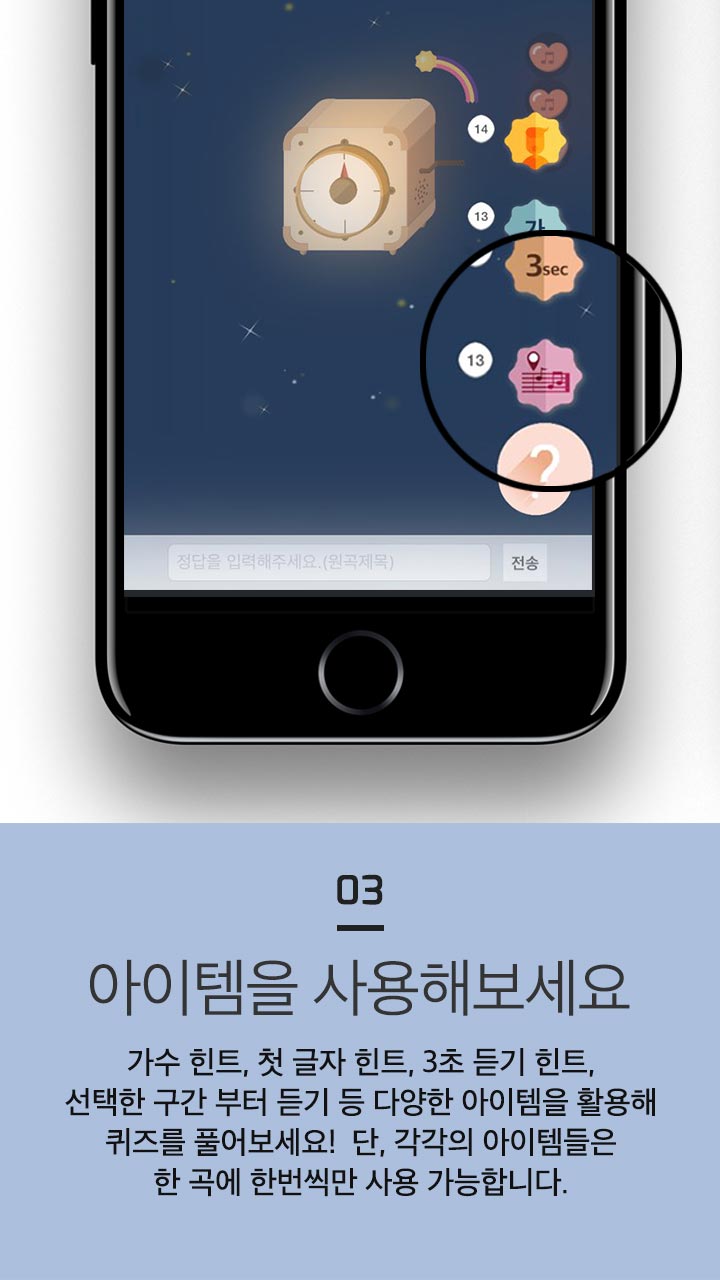 14
13
가
3sec
13
?
정답을 입력해주세요.(원곡제목)
전송
03
아이템을 사용해보세요
가수 힌트, 첫 글자 힌트, 3초 듣기 힌트,
선택한 구간 부터 듣기 등 다양한 아이템을 활용해
퀴즈를 풀어보세요!  단, 각각의 아이템들은
한 곡에 한번씩만 사용 가능합니다.